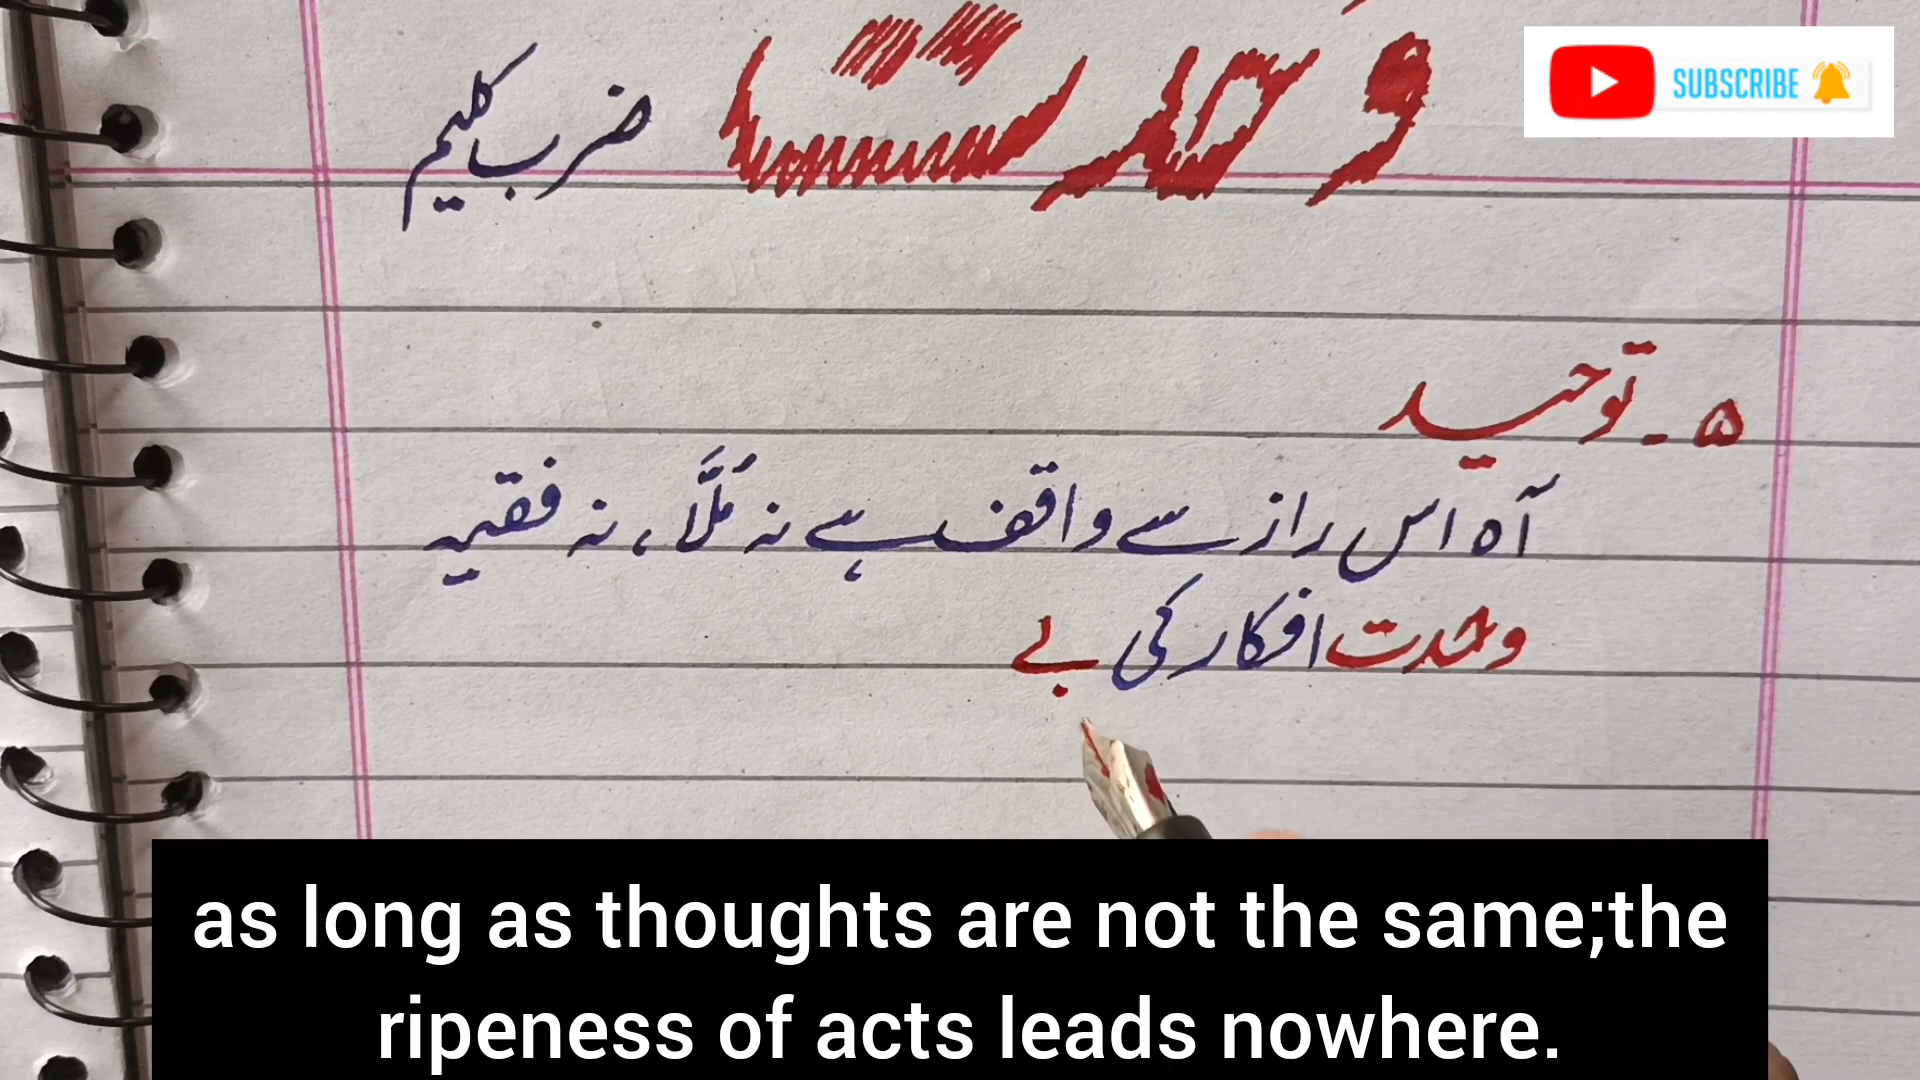 وحدت ضرب کلیم
SUBSCRIBE
۵ - توحید
آہ اس راز سے واقف ہے نہ مُلّا، نہ فقیہ
وحدت افکار کی بے
as long as thoughts are not the same;the
ripeness of acts leads nowhere.